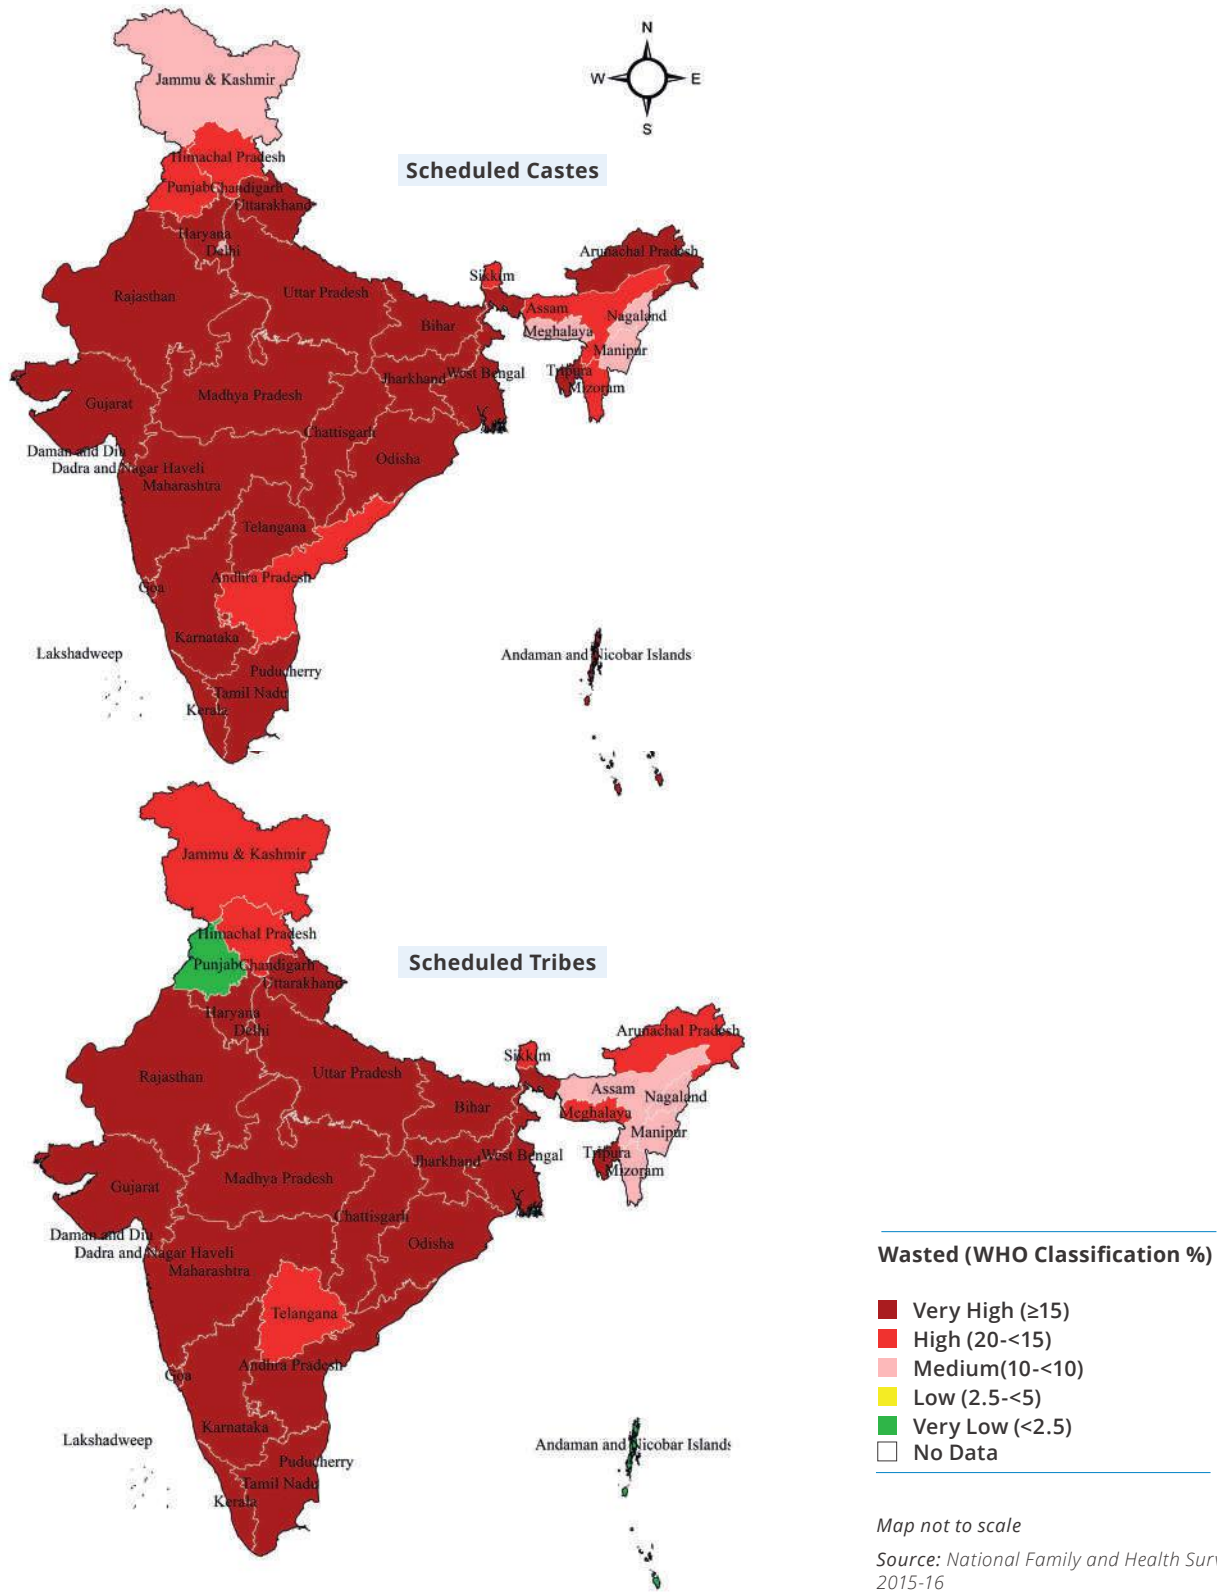 N
W E
S
Jammu & Kashmir
Himachal Pradesh
Scheduled Castes
Punjab Chandigarh
Uttarakhand
Haryana
Delhi
Arunachal Pradesh
Sikkim
Rajasthan
Uttar Pradesh
Assam
Nagaland
Bihar
Meghalaya
Manipur
Tripura
Jharkhand West Bengal
Mizoram
Madhya Pradesh
Gujarat
Chattisgarh
Daman and Diu
Odisha
Dadra and Nagar Haveli
Maharashtra
Telangana
Andhra Pradesh
Goa
Karnataka
Lakshadweep
Andaman and Nicobar Islands
Puducherry
Tamil Nadu
Kerala
Jammu & Kashmir
Himachal Pradesh
Scheduled Tribes
Punjab Chandigarh
Uttarakhand
Haryana
Delhi
Arunachal Pradesh
Sikkim
Rajasthan
Uttar Pradesh
Assam
Nagaland
Bihar
Meghalaya
Manipur
Tripura
Jharkhand West Bengal
Mizoram
Madhya Pradesh
Gujarat
Chattisgarh
Daman and Diu
Odisha
Dadra and Nagar Haveli
Maharashtra
Telangana
Andhra Pradesh
Goa
Karnataka
Lakshadweep
Andaman and Nicobar Islands
Puducherry
Tamil Nadu
Kerala
Wasted (WHO Classification %)
Very High (≥15)
High (20-<15)
Medium(10-<10)
Low (2.5-<5)
Very Low (<2.5)
No Data
Map not to scale
Source: National Family and Health Surv
2015-16